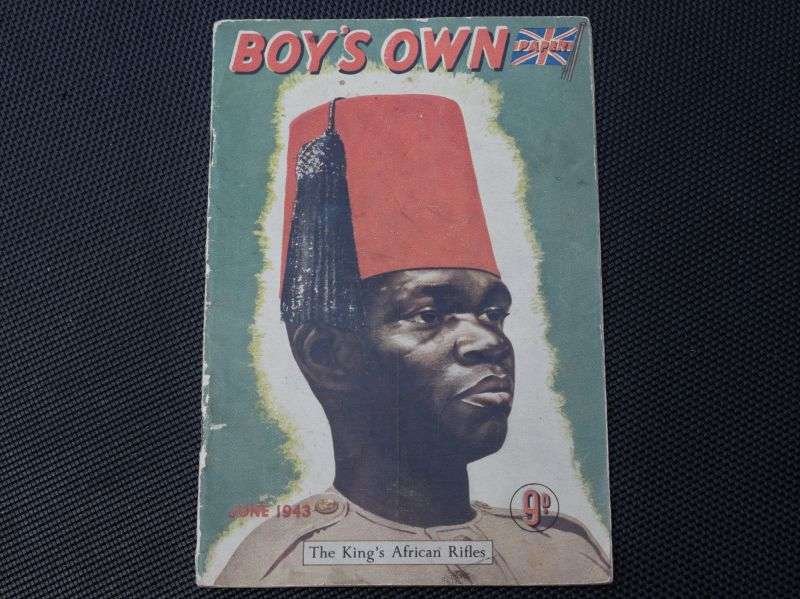 BOY'S OWN PAPER
JUNE 1943
9D
The King's African Rifles